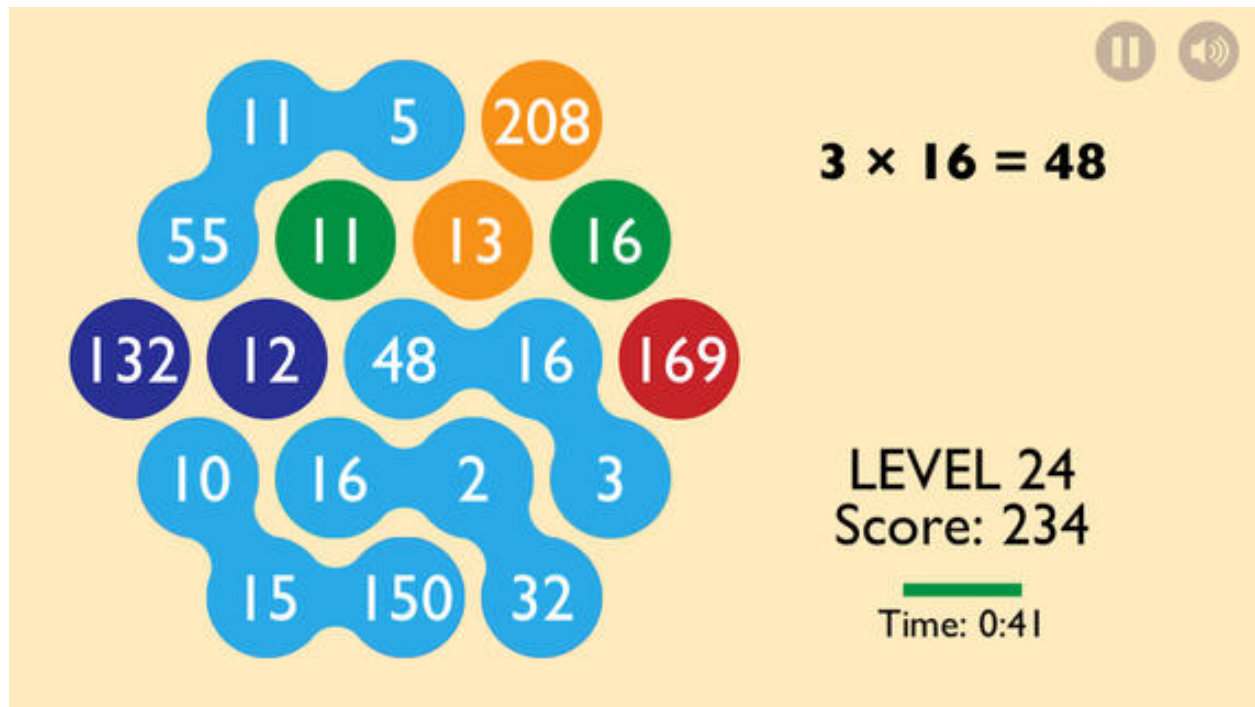 11 5 208
55 11 13 16
132 12 48 16 169
10 16 2 3
15 150 32
3 × 16 = 48
LEVEL 24
Score: 234
Time: 0:41